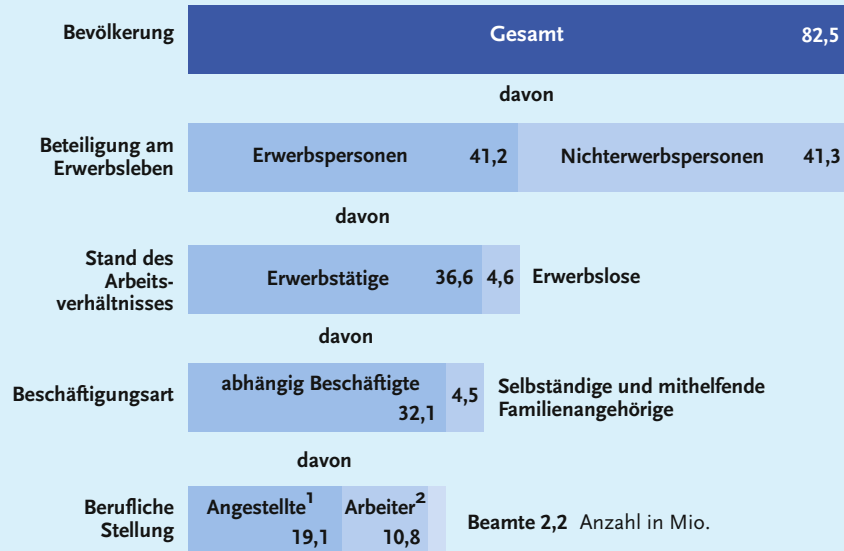 Bevölkerung
Gesamt 82,5
davon
Beteiligung am
Erwerbsleben
Erwerbspersonen 41,2
Nichterwerbspersonen 41,3
davon
Stand des
Arbeits-
verhältnisses
Erwerbstätige 36,6
4,6 Erwerbslose
davon
Beschäftigungsart
abhängig Beschäftigte
32,1
4,5
Selbständige und mithelfende
Familienangehörige
davon
Berufliche
Stellung
Angestellte¹
19,1
Arbeiter²
10,8
Beamte 2,2 Anzahl in Mio.